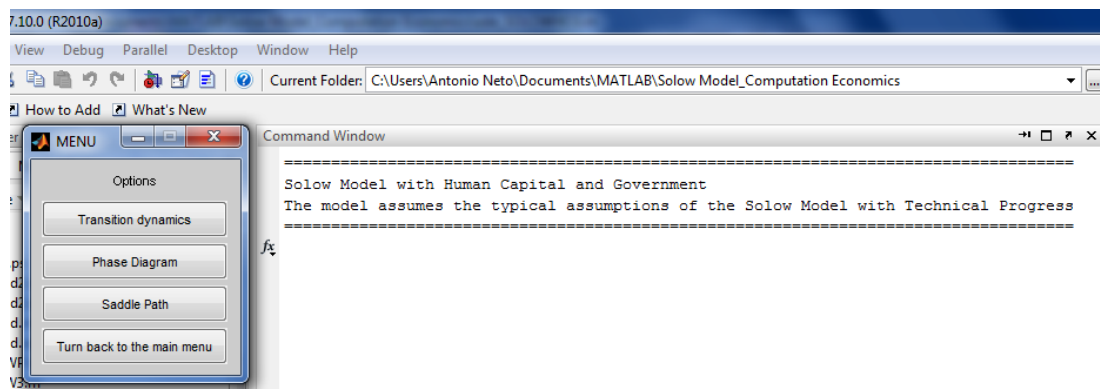 7.10.0 (R2010a)
View Debug Parallel Desktop Window Help
Current Folder: C:\Users\Antonio Neto\Documents\MATLAB\Solow Model_Computation Economics
How to Add What's New
MENU
Options
Transition dynamics
Phase Diagram
Saddle Path
Turn back to the main menu
Command Window
=====================================================================================
Solow Model with Human Capital and Government
The model assumes the typical assumptions of the Solow Model with Technical Progress
=====================================================================================
fx